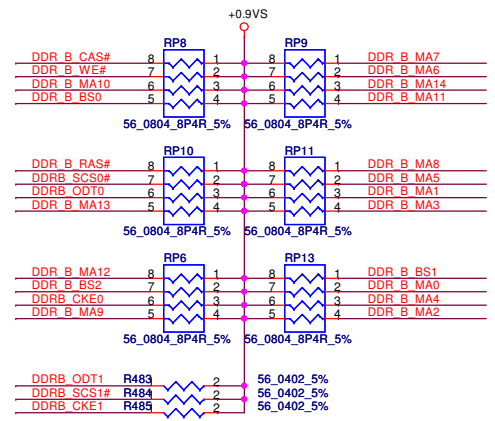 +0.9VS
RP8 RP9
DDR_B_CAS# 8 1 8 1 DDR_B_MA7
DDR_B_WE# 7 2 7 2 DDR_B_MA6
DDR_B_MA10 6 3 6 3 DDR_B_MA14
DDR_B_BS0 5 4 5 4 DDR_B_MA11
56_0804_8P4R_5% 56_0804_8P4R_5%
RP10 RP11
DDR_B_RAS# 8 1 8 1 DDR_B_MA8
DDRB_SCS0# 7 2 7 2 DDR_B_MA5
DDRB_ODT0 6 3 6 3 DDR_B_MA1
DDR_B_MA13 5 4 5 4 DDR_B_MA3
56_0804_8P4R_5% 56_0804_8P4R_5%
RP6 RP13
DDR_B_MA12 8 1 8 1 DDR_B_BS1
DDR_B_BS2 7 2 7 2 DDR_B_MA0
DDRB_CKE0 6 3 6 3 DDR_B_MA4
DDR_B_MA9 5 4 5 4 DDR_B_MA2
56_0804_8P4R_5% 56_0804_8P4R_5%
DDRB_ODT1 R483 1 2 56_0402_5%
DDRB_SCS1# R484 1 2 56_0402_5%
DDRB_CKE1 R485 1 2 56_0402_5%